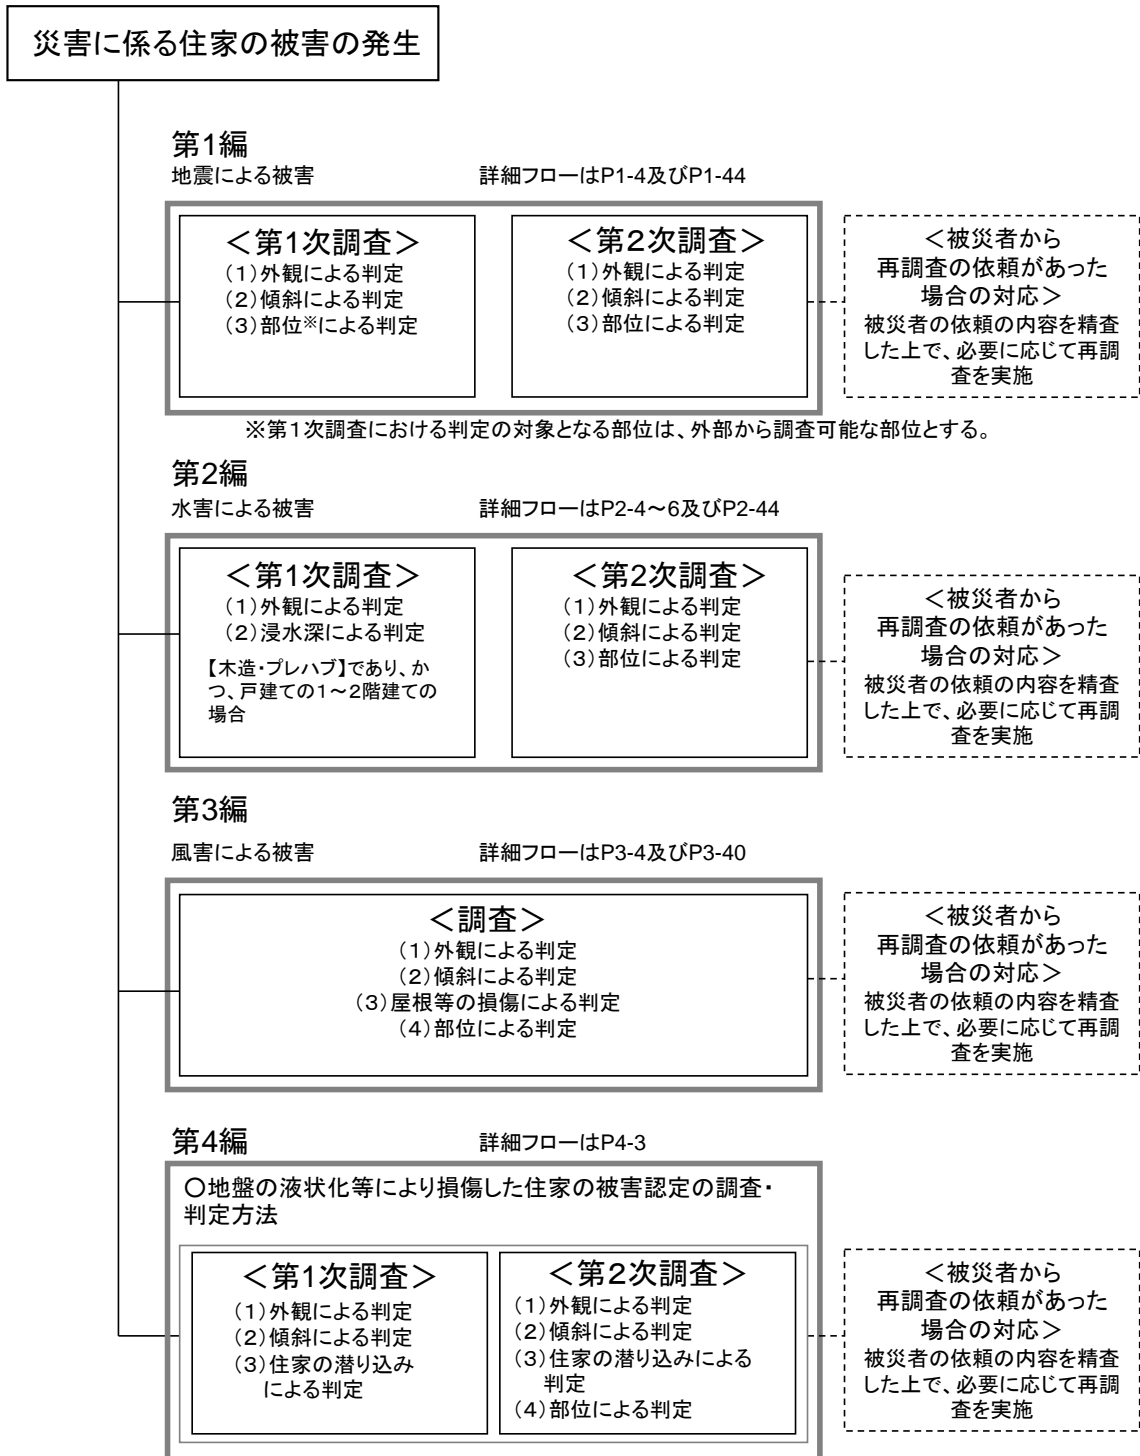 災害に係る住家の被害の発生
第1編
地震による被害　詳細フローはP1-4及びP1-44
＜第1次調査＞
（1）外観による判定
（2）傾斜による判定
（3）部位※による判定
＜第2次調査＞
（1）外観による判定
（2）傾斜による判定
（3）部位による判定
＜被災者から
再調査の依頼があった
場合の対応＞
被災者の依頼の内容を精査
した上で、必要に応じて再調
査を実施
※第1次調査における判定の対象となる部位は、外部から調査可能な部位とする。
第2編
水害による被害　詳細フローはP2-4～6及びP2-44
＜第1次調査＞
（1）外観による判定
（2）浸水深による判定
【木造・プレハブ】であり、か
つ、戸建ての1～2階建ての
場合
＜第2次調査＞
（1）外観による判定
（2）傾斜による判定
（3）部位による判定
＜被災者から
再調査の依頼があった
場合の対応＞
被災者の依頼の内容を精査
した上で、必要に応じて再調
査を実施
第3編
風害による被害　詳細フローはP3-4及びP3-40
＜調査＞
（1）外観による判定
（2）傾斜による判定
（3）屋根等の損傷による判定
（4）部位による判定
＜被災者から
再調査の依頼があった
場合の対応＞
被災者の依頼の内容を精査
した上で、必要に応じて再調
査を実施
第4編　詳細フローはP4-3
○地盤の液状化等により損傷した住家の被害認定の調査・
判定方法
＜第1次調査＞
（1）外観による判定
（2）傾斜による判定
（3）住家の潜り込み
による判定
＜第2次調査＞
（1）外観による判定
（2）傾斜による判定
（3）住家の潜り込みによる
判定
（4）部位による判定
＜被災者から
再調査の依頼があった
場合の対応＞
被災者の依頼の内容を精査
した上で、必要に応じて再調
査を実施